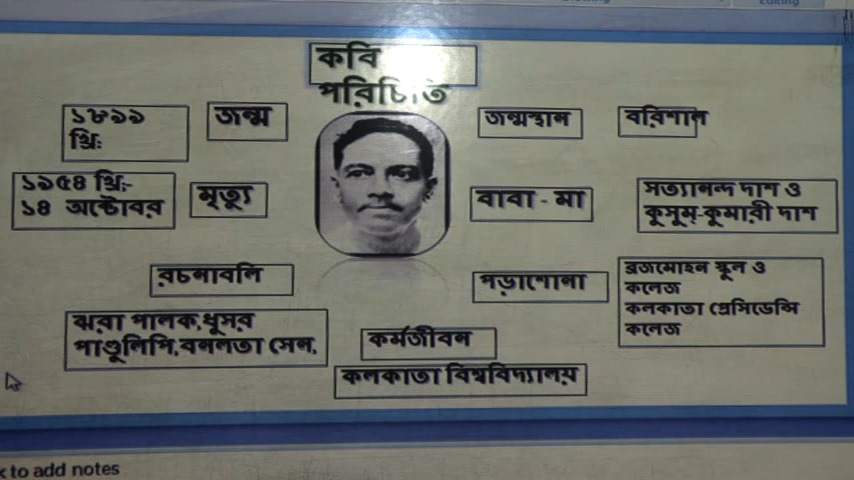 Editing
কবি
পরিচিতি
১৮৯৯
খ্রি:
জন্ম
জন্মস্থান
বরিশাল
১৯৫৪ খ্রি:-
১৪ অক্টোবর
মৃত্যু
বাবা - মা
সত্যানন্দ দাশ ও
কুসুম-কুমারী দাশ
রচনাবলি
পড়াশোনা
ব্রজমোহন স্কুল ও
কলেজ
কলকাতা প্রেসিডেন্সি
কলেজ
ঝরা পালক,ধুসর
পাণ্ডুলিপি,বনলতা সেন,
কর্মজীবন
কলকাতা বিশ্ববিদ্যালয়
to add notes